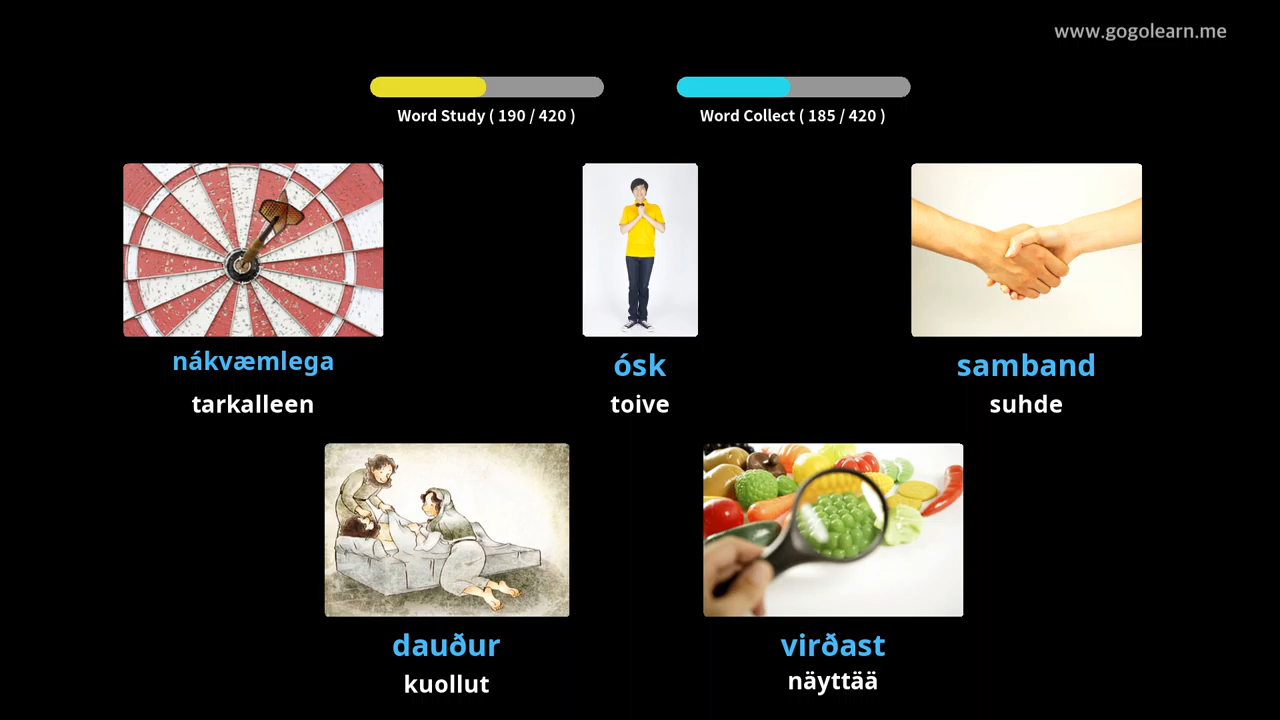 www.gogolearn.me
Word Study ( 190 / 420 )
Word Collect ( 185 / 420 )
nákvæmlega
tarkalleen
ósk
toive
samband
suhde
dauður
kuollut
virðast
näyttää